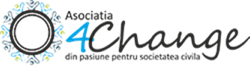 Asociatia
4Change
din pasiune pentru societatea civila